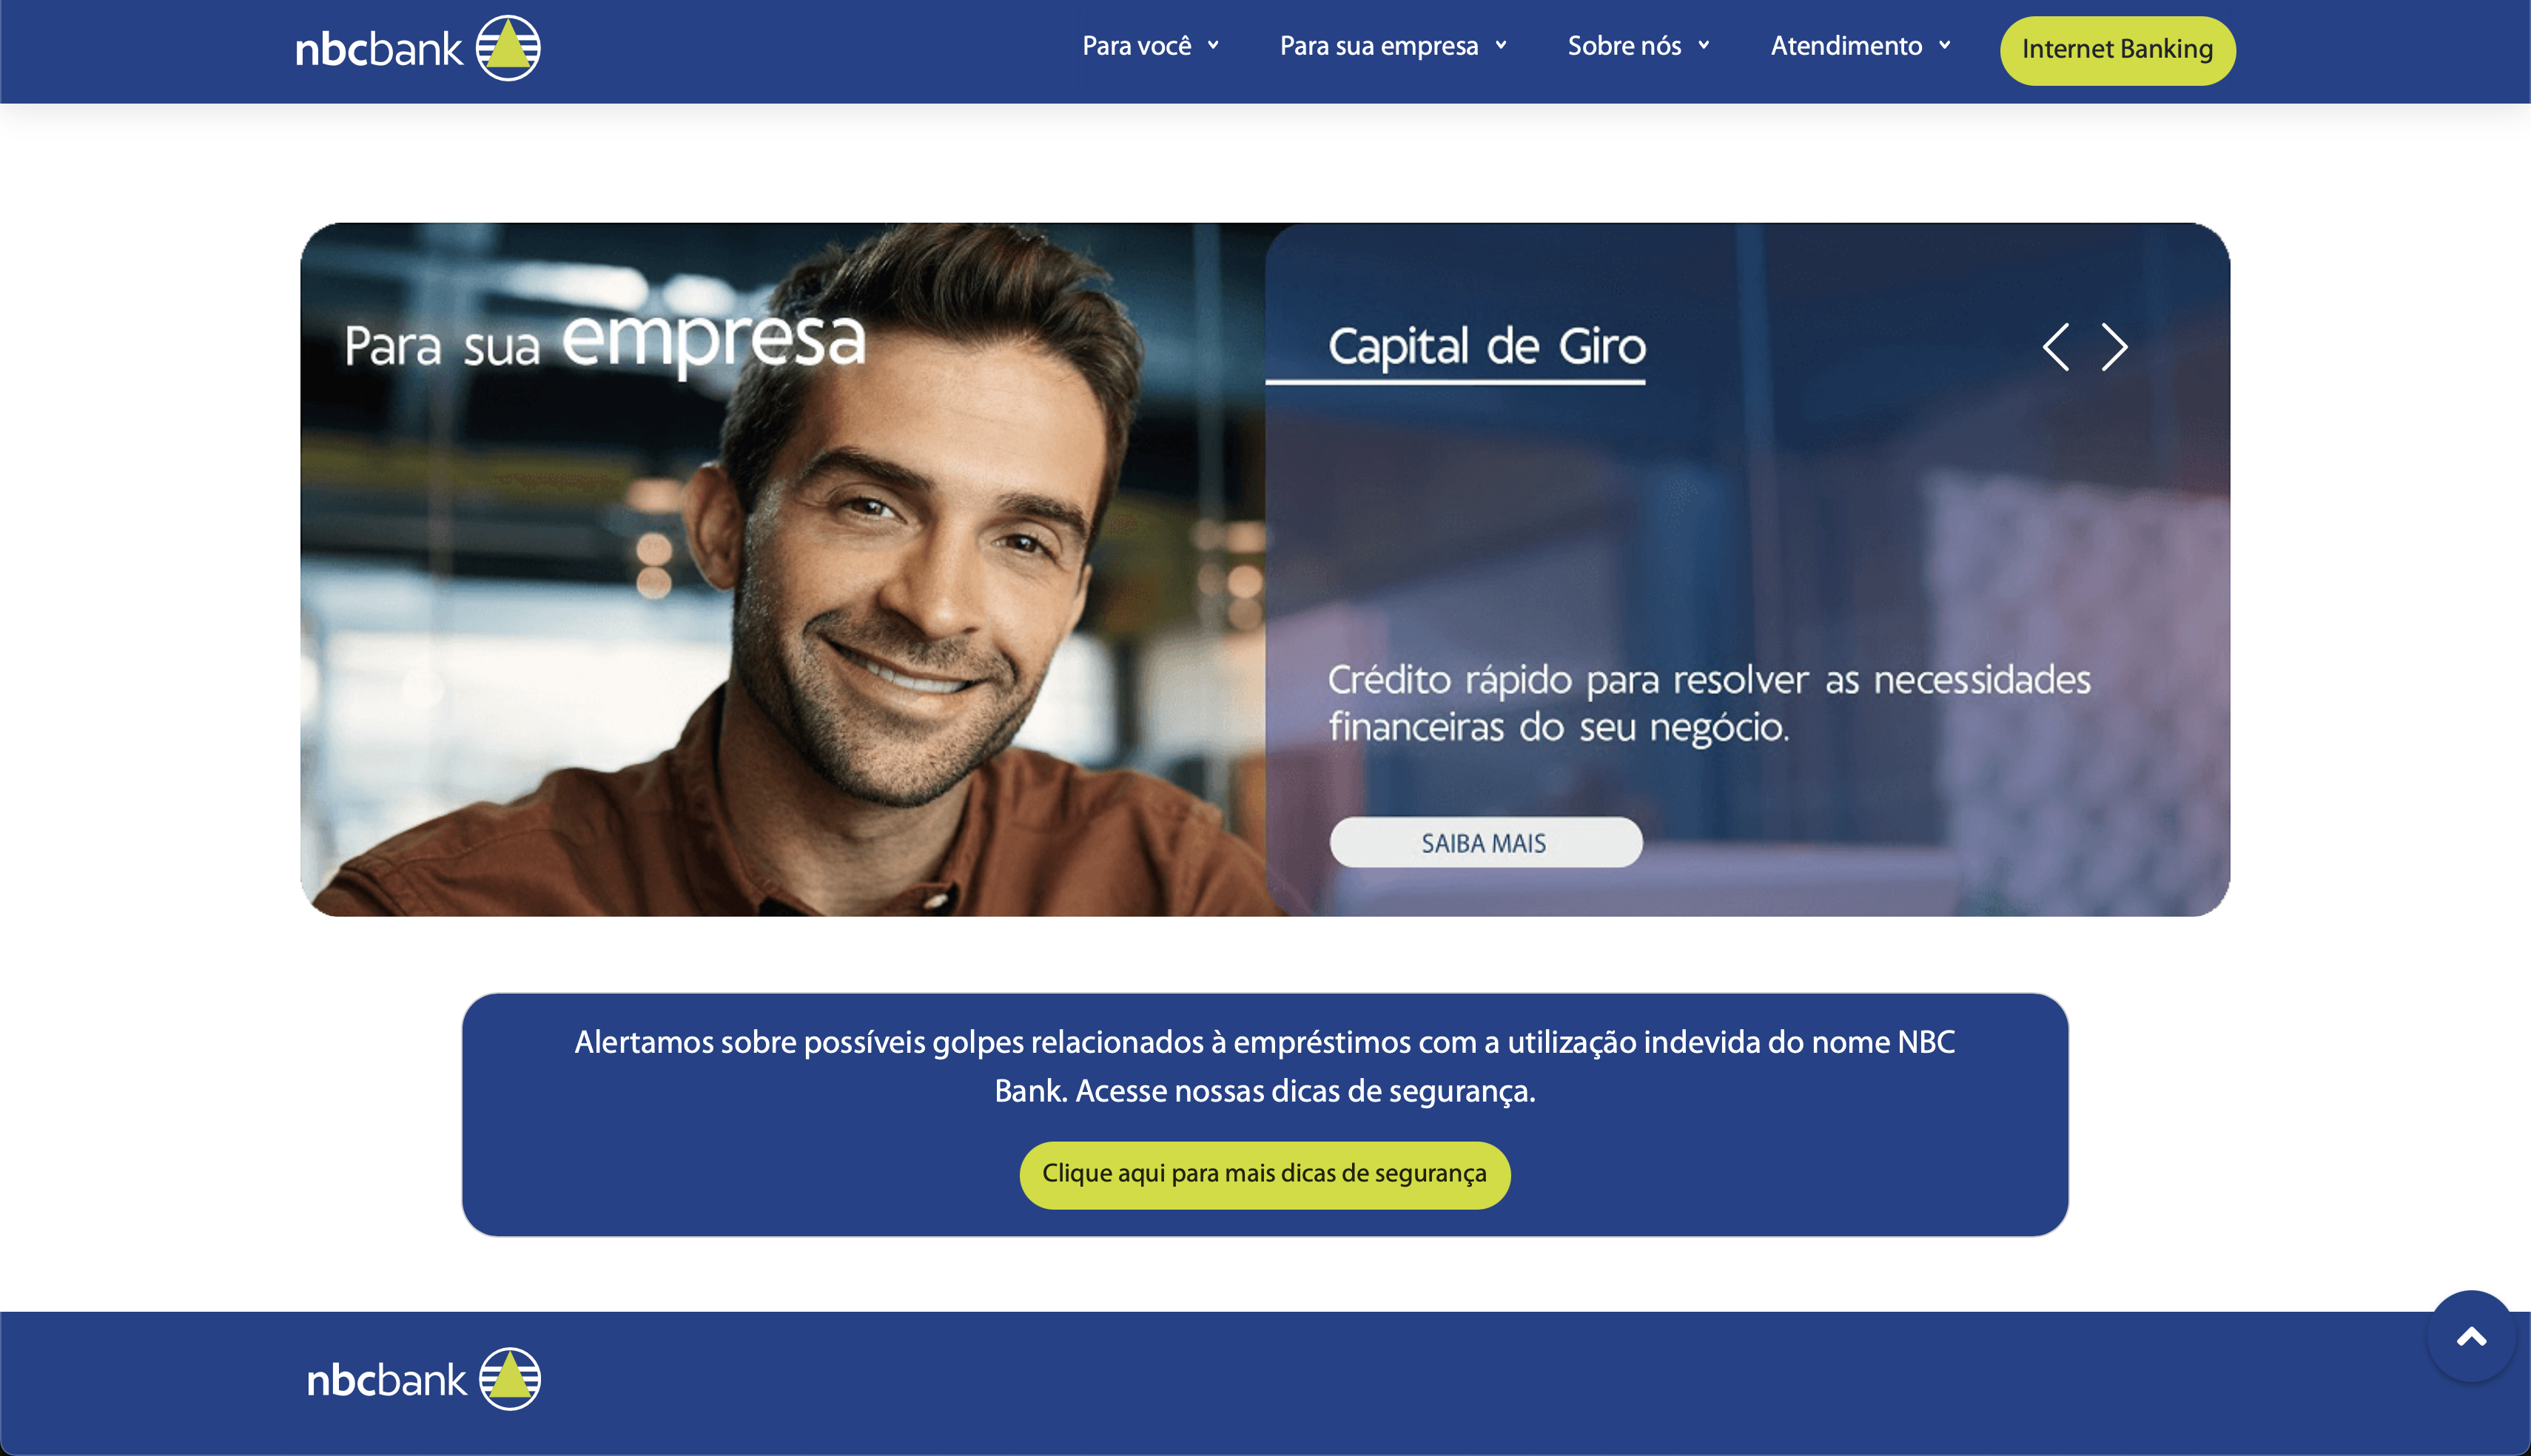 nbcbank
Para você
Para sua empresa
Sobre nós
Atendimento
Internet Banking
Para sua empresa
Capital de Giro
Crédito rápido para resolver as necessidades
financeiras do seu negócio.
SAIBA MAIS
Alertamos sobre possíveis golpes relacionados à empréstimos com a utilização indevida do nome NBC
Bank. Acesse nossas dicas de segurança.
Clique aqui para mais dicas de segurança
nbcbank